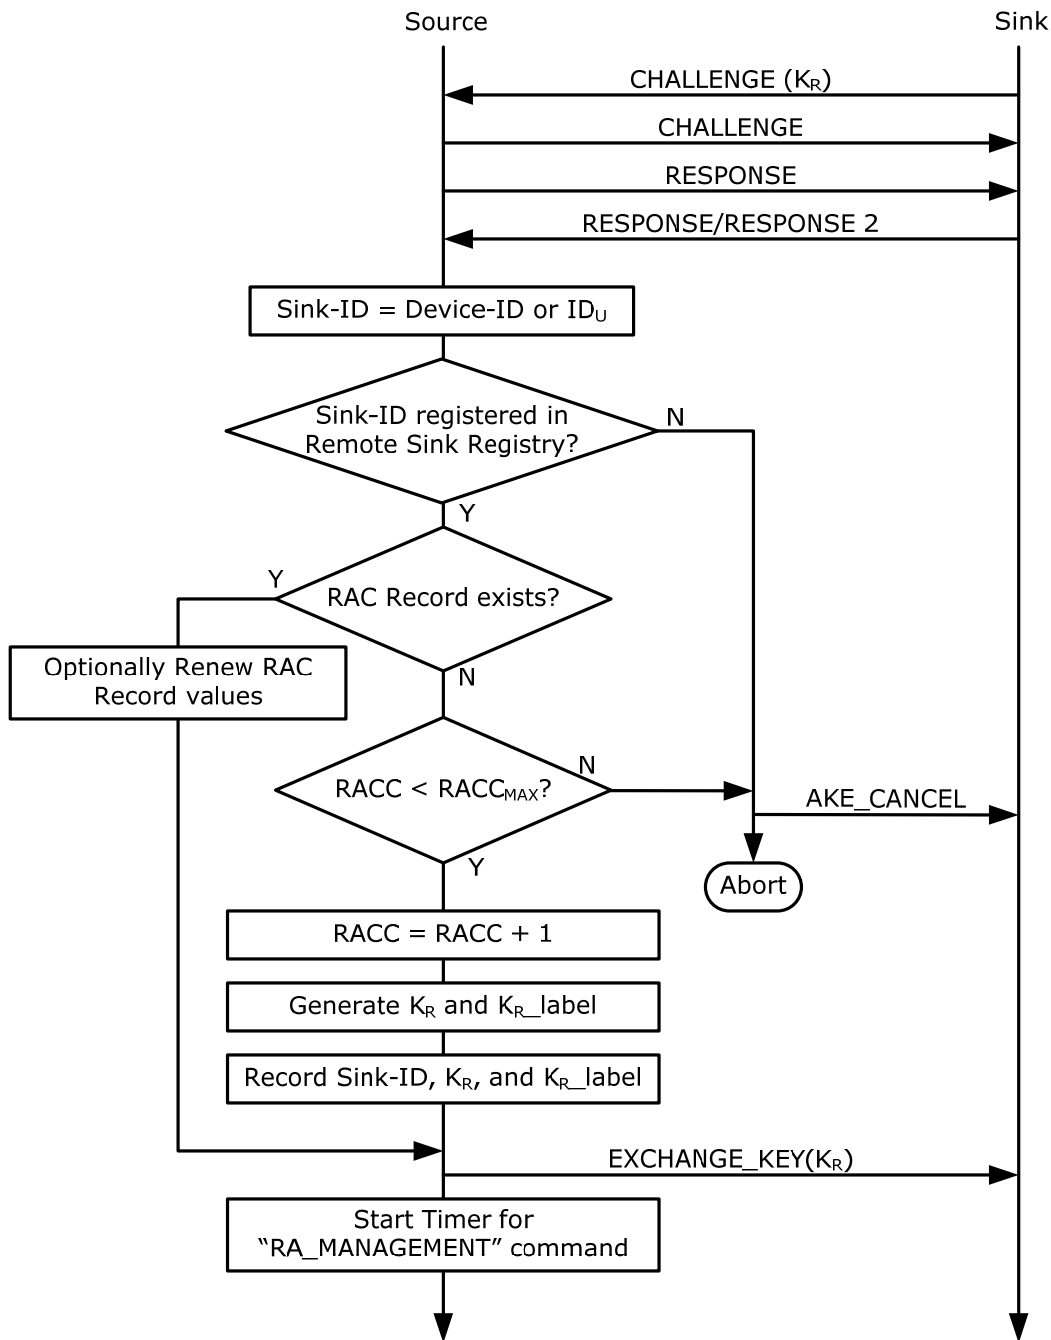 Source
Sink
CHALLENGE (KR)
CHALLENGE
RESPONSE
RESPONSE/RESPONSE 2
Sink-ID = Device-ID or IDU
Sink-ID registered in
Remote Sink Registry?
N
Y
RAC Record exists?
Y
N
Optionally Renew RAC
Record values
RACC < RACCMAX?
N
Y
AKE_CANCEL
Abort
RACC = RACC + 1
Generate KR and KR_label
Record Sink-ID, KR, and KR_label
EXCHANGE_KEY(KR)
Start Timer for
“RA_MANAGEMENT” command